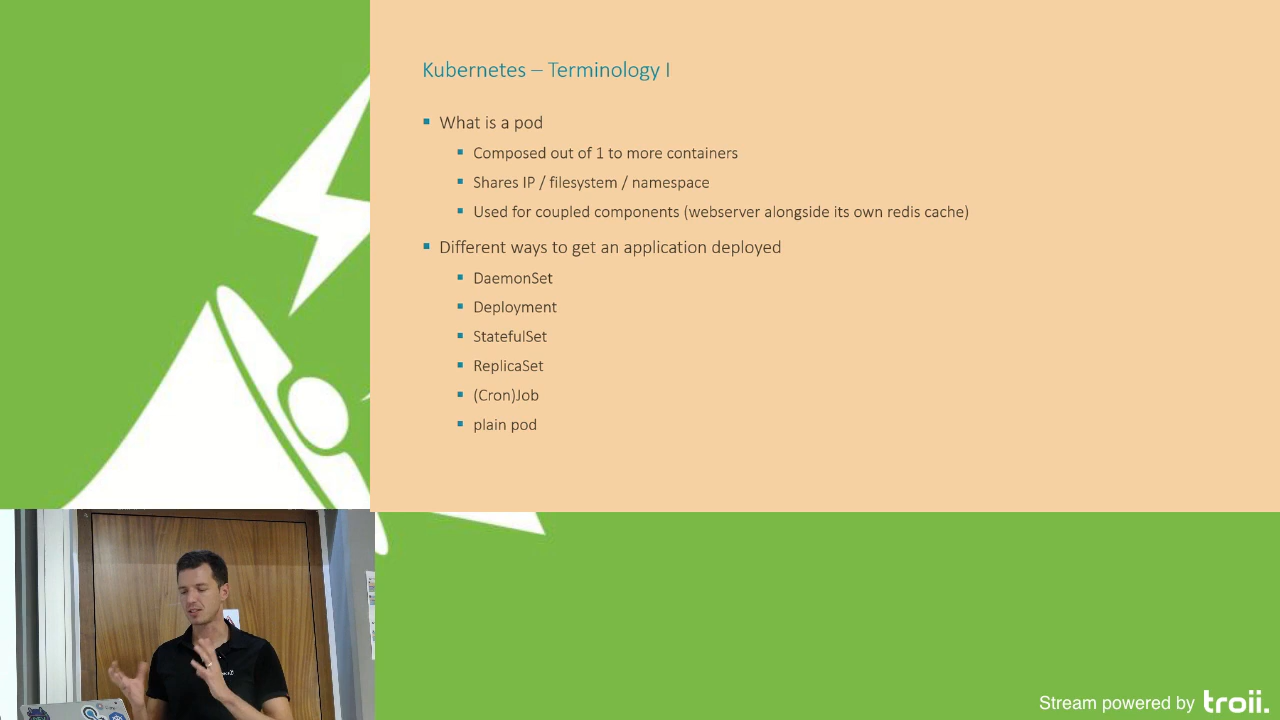 Kubernetes – Terminology I
What is a pod
Composed out of 1 to more containers
Shares IP / filesystem / namespace
Used for coupled components (webserver alongside its own redis cache)
Different ways to get an application deployed
DaemonSet
Deployment
StatefulSet
ReplicaSet
(Cron)Job
plain pod
Stream powered by troii.